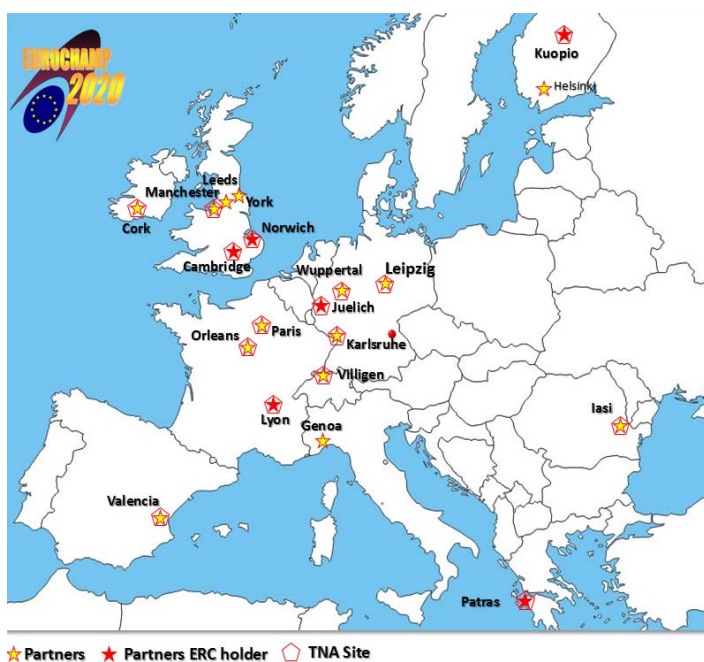 EUROCHAMP
2020
Kuopio
Helsinki
Leeds
Manchester
York
Cork
Norwich
Cambridge
Wuppertal
Leipzig
Juelich
Paris
Orleans
Karlsruhe
Villigen
Lyon
Genoa
Iasi
Valencia
Patras
Partners
Partners ERC holder
TNA Site